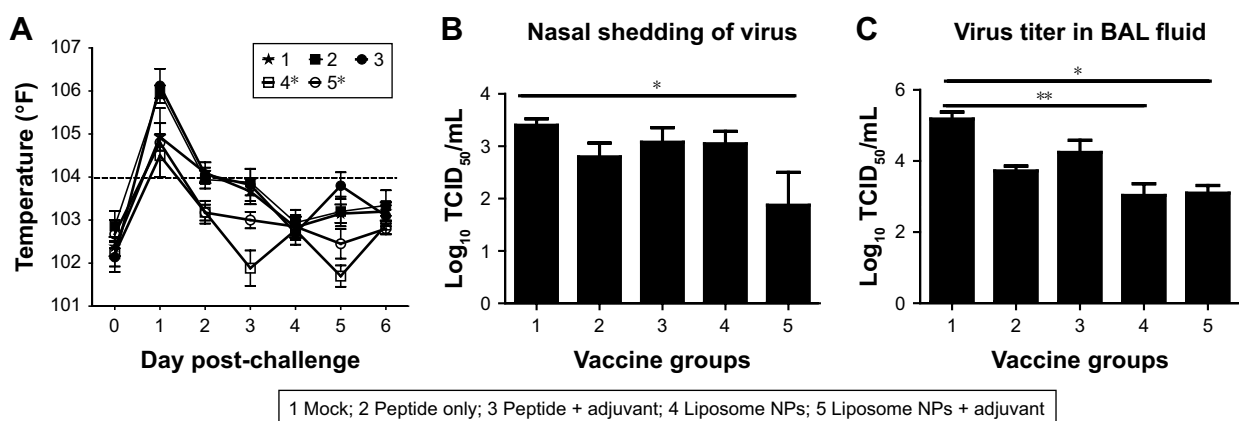 A
Temperature (°F)
107
106
105
104
103
102
101
0 1 2 3 4 5 6
Day post-challenge
1 2 3
4* 5*
B
Nasal shedding of virus
*
Log10 TCID50/mL
4
3
2
1
0
1 2 3 4 5
Vaccine groups
C
Virus titer in BAL fluid
*
**
Log10 TCID50/mL
6
4
2
0
1 2 3 4 5
Vaccine groups
1 Mock; 2 Peptide only; 3 Peptide + adjuvant; 4 Liposome NPs; 5 Liposome NPs + adjuvant